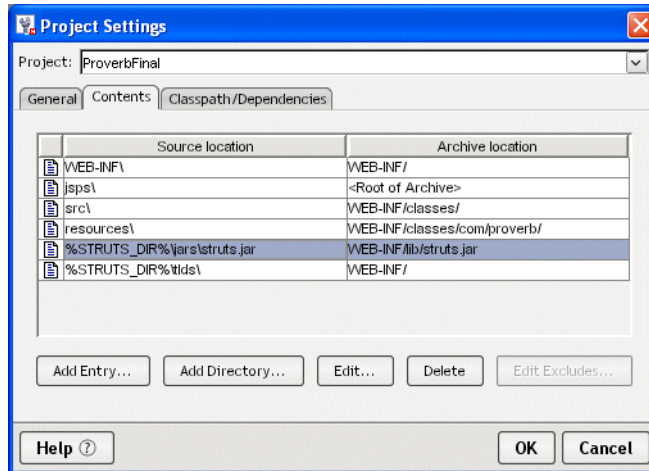 Project Settings
Project: ProverbFinal
General Contents Classpath/Dependencies
Source location Archive location
WEB-INF\ WEB-INF/
jsps\ <Root of Archive>
src\ WEB-INF/classes/
resources\ WEB-INF/classes/com/proverb/
%STRUTS_DIR%\jars\struts.jar WEB-INF/lib/struts.jar
%STRUTS_DIR%\tlds\ WEB-INF/
Add Entry... Add Directory... Edit... Delete Edit Excludes...
Help ? OK Cancel